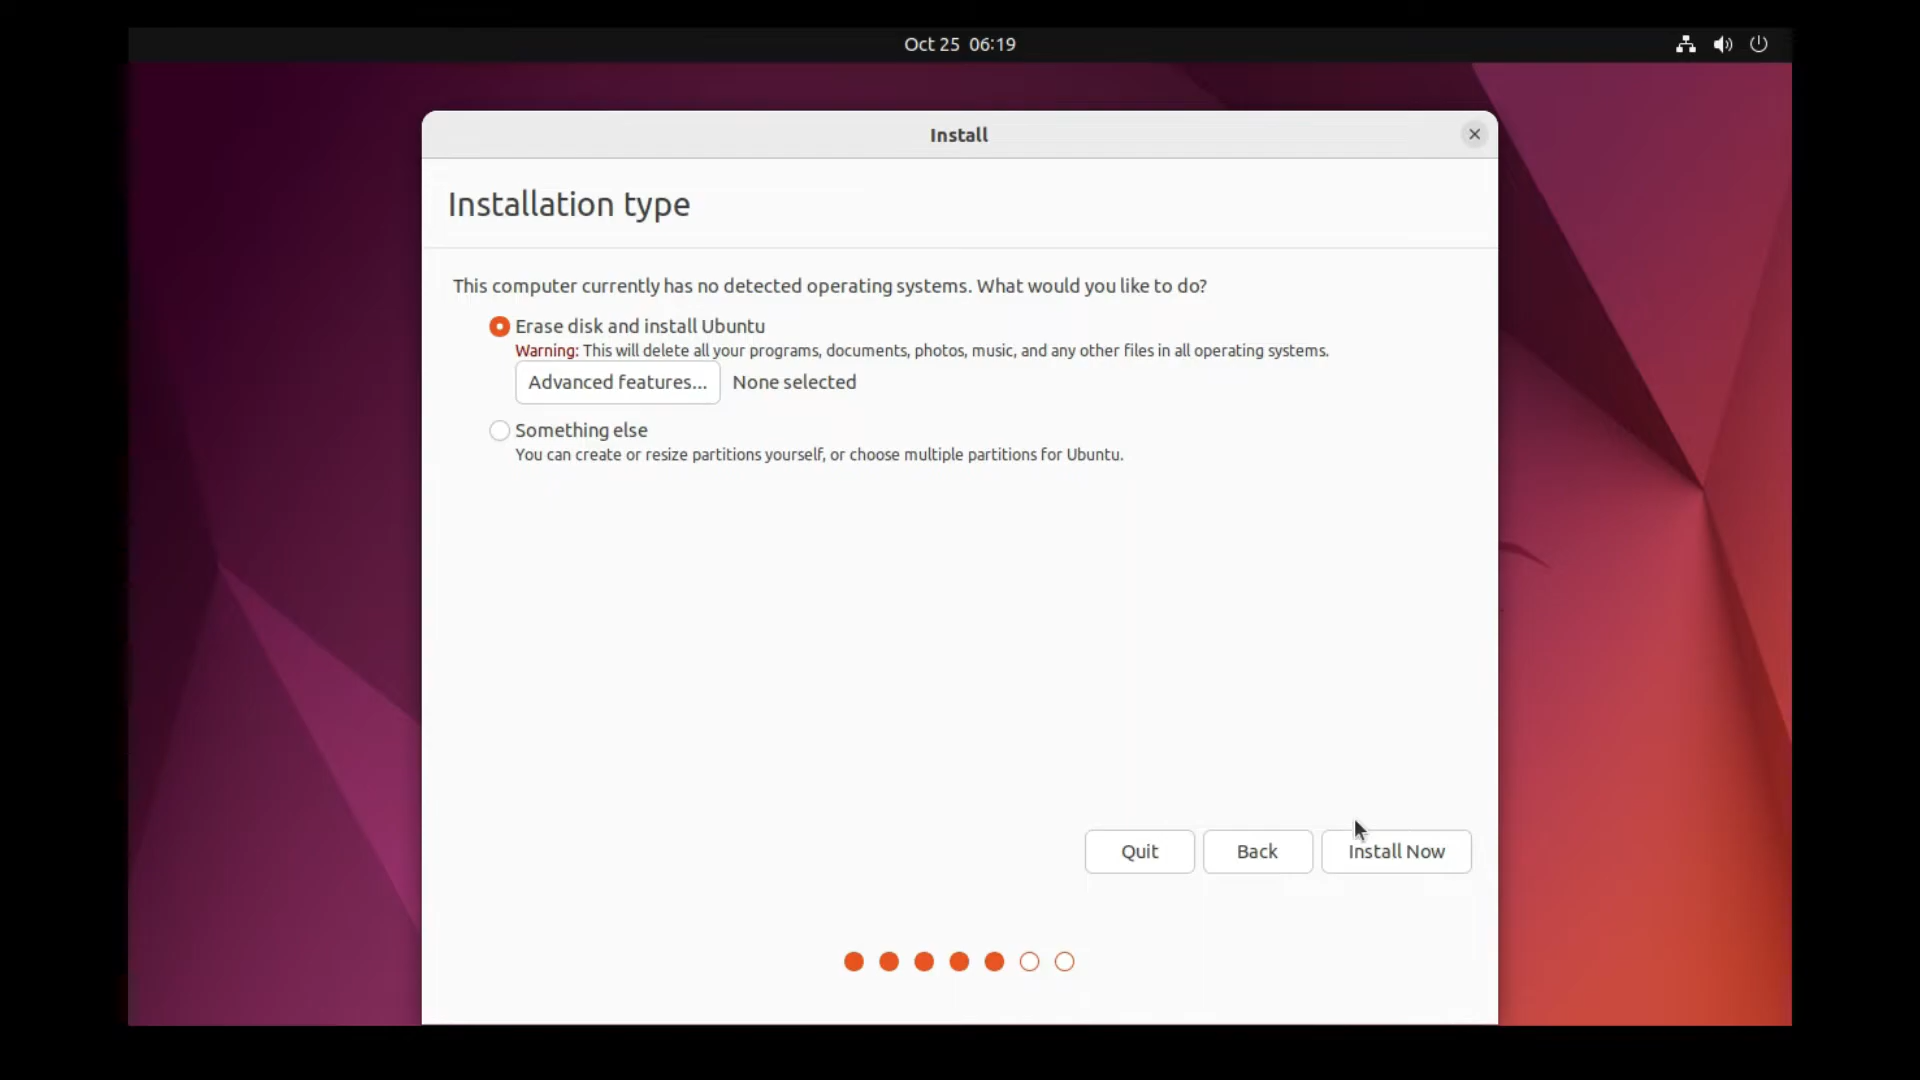 Oct 25 06:19
Install
Installation type
This computer currently has no detected operating systems. What would you like to do?
Erase disk and install Ubuntu
Warning: This will delete all your programs, documents, photos, music, and any other files in all operating systems.
Advanced features... None selected
Something else
You can create or resize partitions yourself, or choose multiple partitions for Ubuntu.
Quit Back Install Now